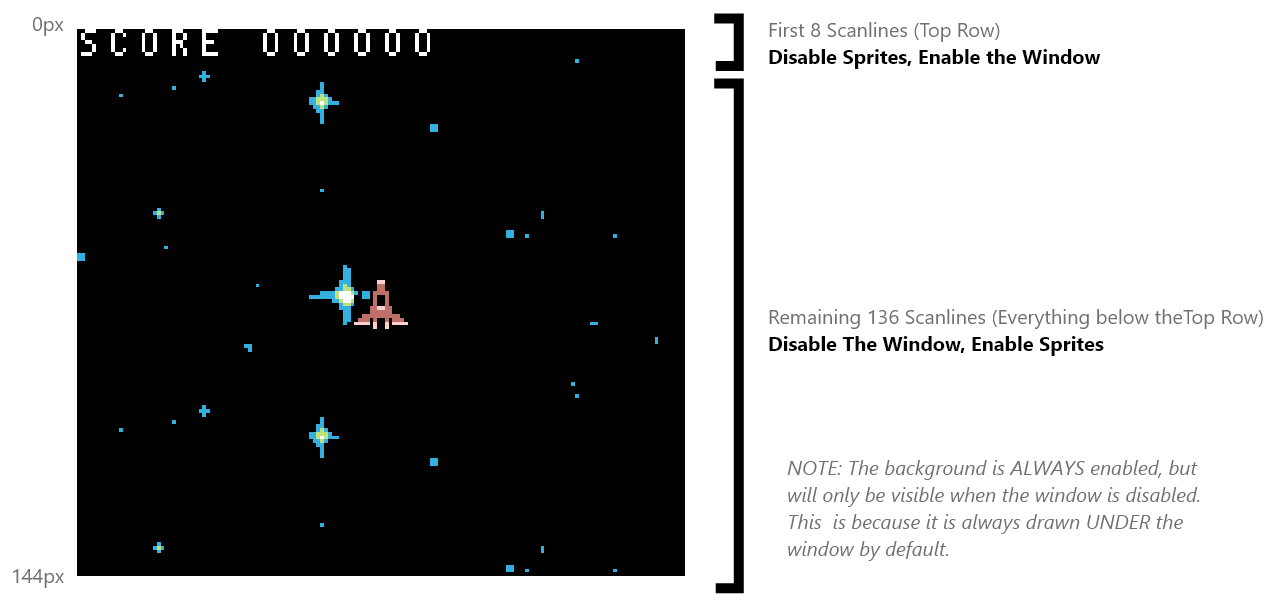 0px
SCORE 000000
First 8 Scanlines (Top Row)
Disable Sprites, Enable the Window
Remaining 136 Scanlines (Everything below theTop Row)
Disable The Window, Enable Sprites
NOTE: The background is ALWAYS enabled, but
will only be visible when the window is disabled.
This  is because it is always drawn UNDER the
window by default.
144px